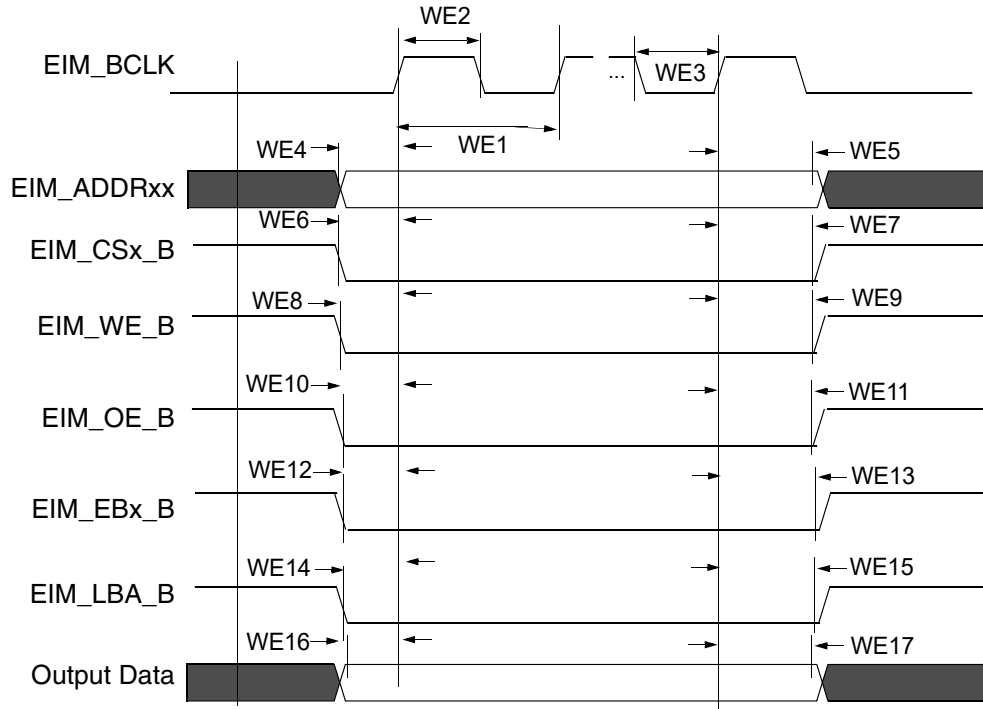 WE2
EIM_BCLK
...
WE3
WE1
WE4
WE5
EIM_ADDRxx
WE6
WE7
EIM_CSx_B
WE8
WE9
EIM_WE_B
WE10
WE11
EIM_OE_B
WE12
WE13
EIM_EBx_B
WE14
WE15
EIM_LBA_B
WE16
WE17
Output Data